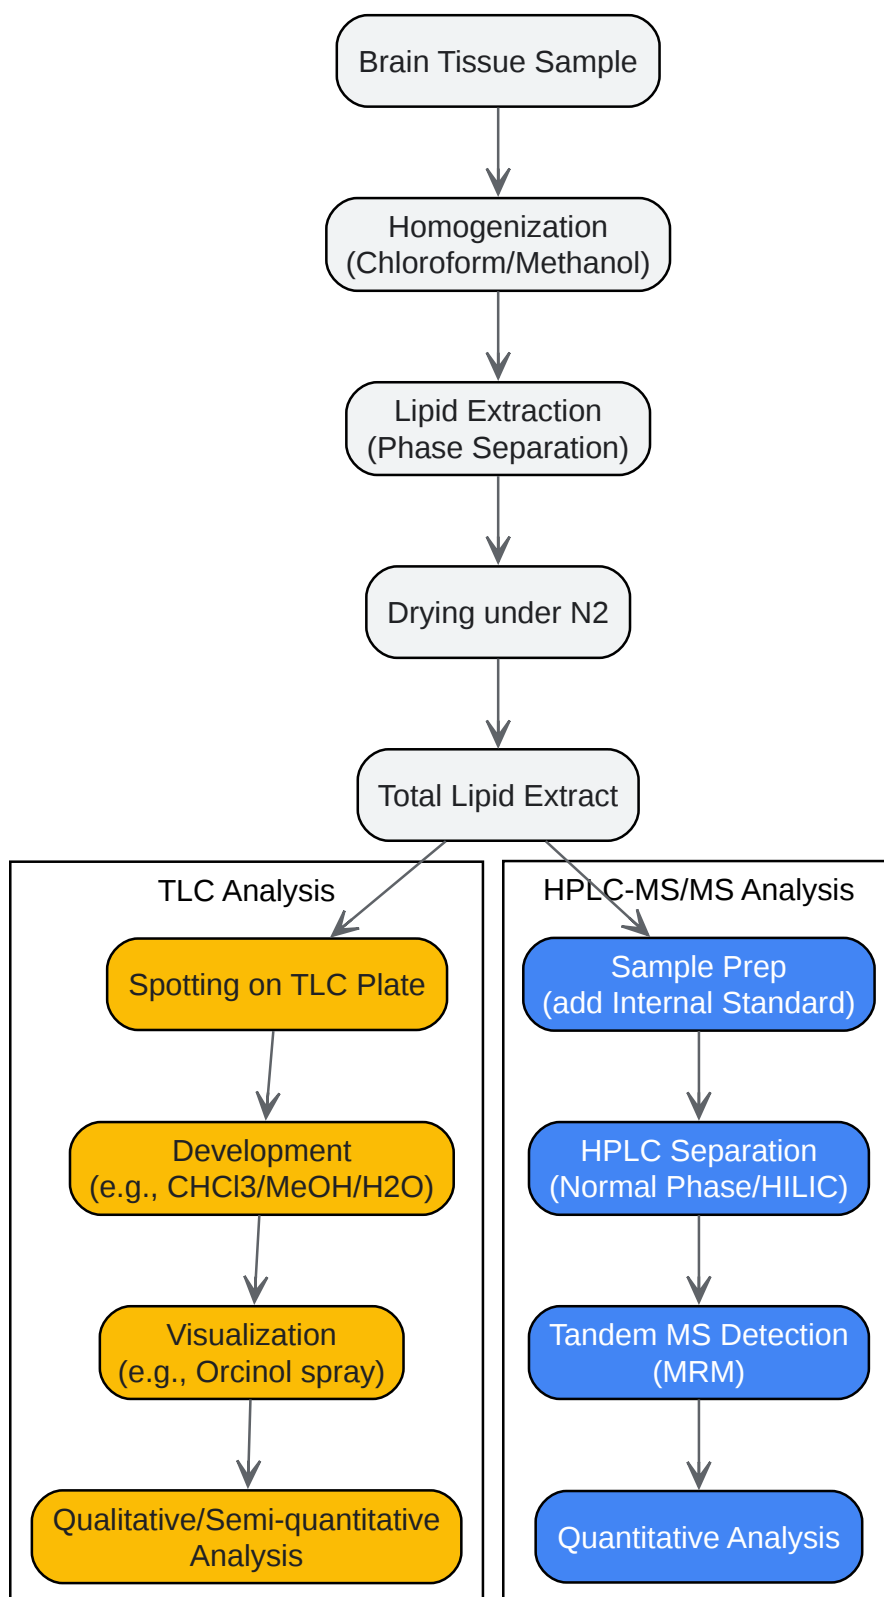 Brain Tissue Sample
Homogenization
(Chloroform/Methanol)
Lipid Extraction
(Phase Separation)
Drying under N2
Total Lipid Extract
TLC Analysis
Spotting on TLC Plate
Development
(e.g., CHCl3/MeOH/H2O)
Visualization
(e.g., Orcinol spray)
Qualitative/Semi-quantitative
Analysis
HPLC-MS/MS Analysis
Sample Prep
(add Internal Standard)
HPLC Separation
(Normal Phase/HILIC)
Tandem MS Detection
(MRM)
Quantitative Analysis